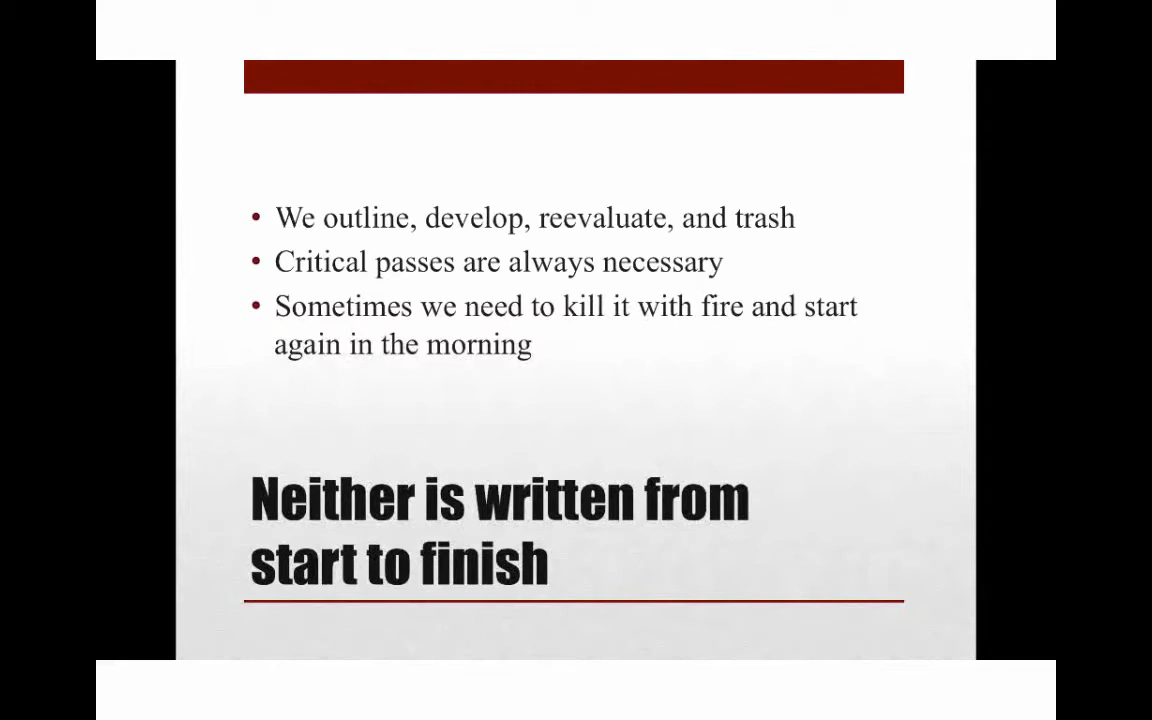 • We outline, develop, reevaluate, and trash
• Critical passes are always necessary
• Sometimes we need to kill it with fire and start
again in the morning
Neither is written from
start to finish